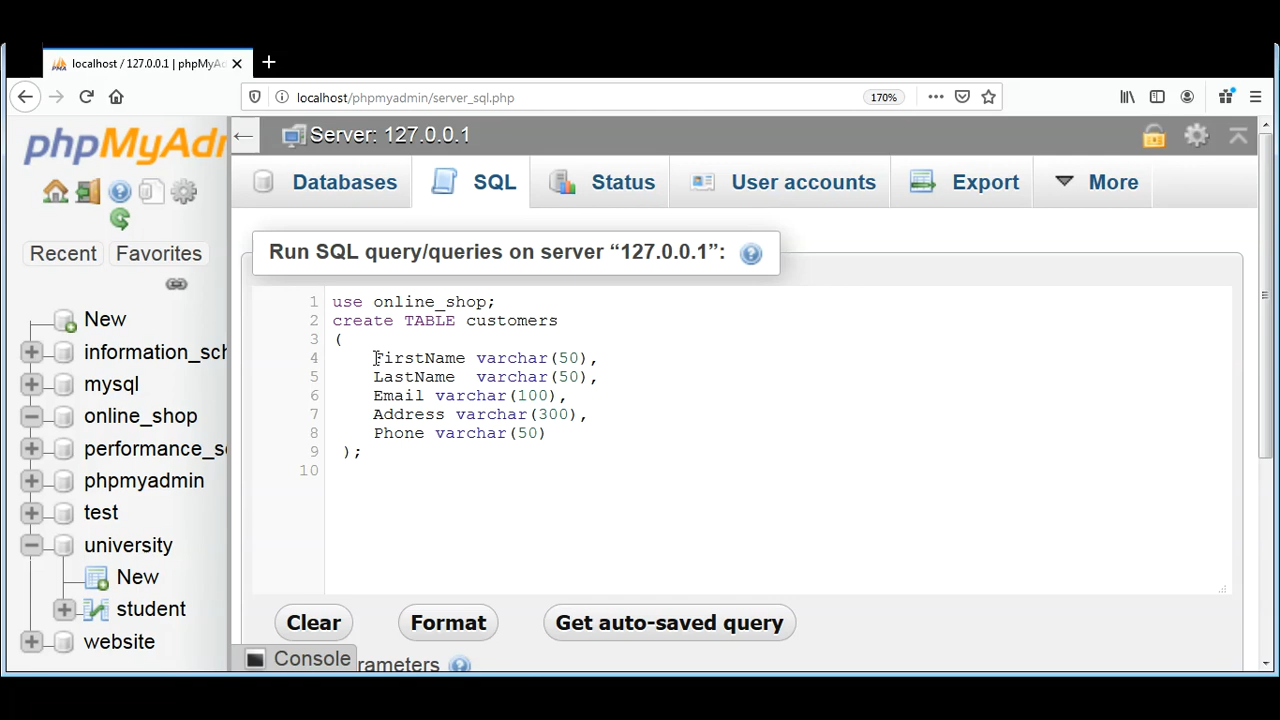 localhost / 127.0.0.1 | phpMyAd
localhost/phpmyadmin/server_sql.php
170%
phpMyAdm
Server: 127.0.0.1
Databases
SQL
Status
User accounts
Export
More
Recent
Favorites
Run SQL query/queries on server “127.0.0.1”:
New
information_sch
mysql
online_shop
performance_sc
phpmyadmin
test
university
New
student
website
1 use online_shop;
2 create TABLE customers
3 (
4 FirstName varchar(50),
5 LastName varchar(50),
6 Email varchar(100),
7 Address varchar(300),
8 Phone varchar(50)
9 );
10
Clear
Format
Get auto-saved query
Console
rameters